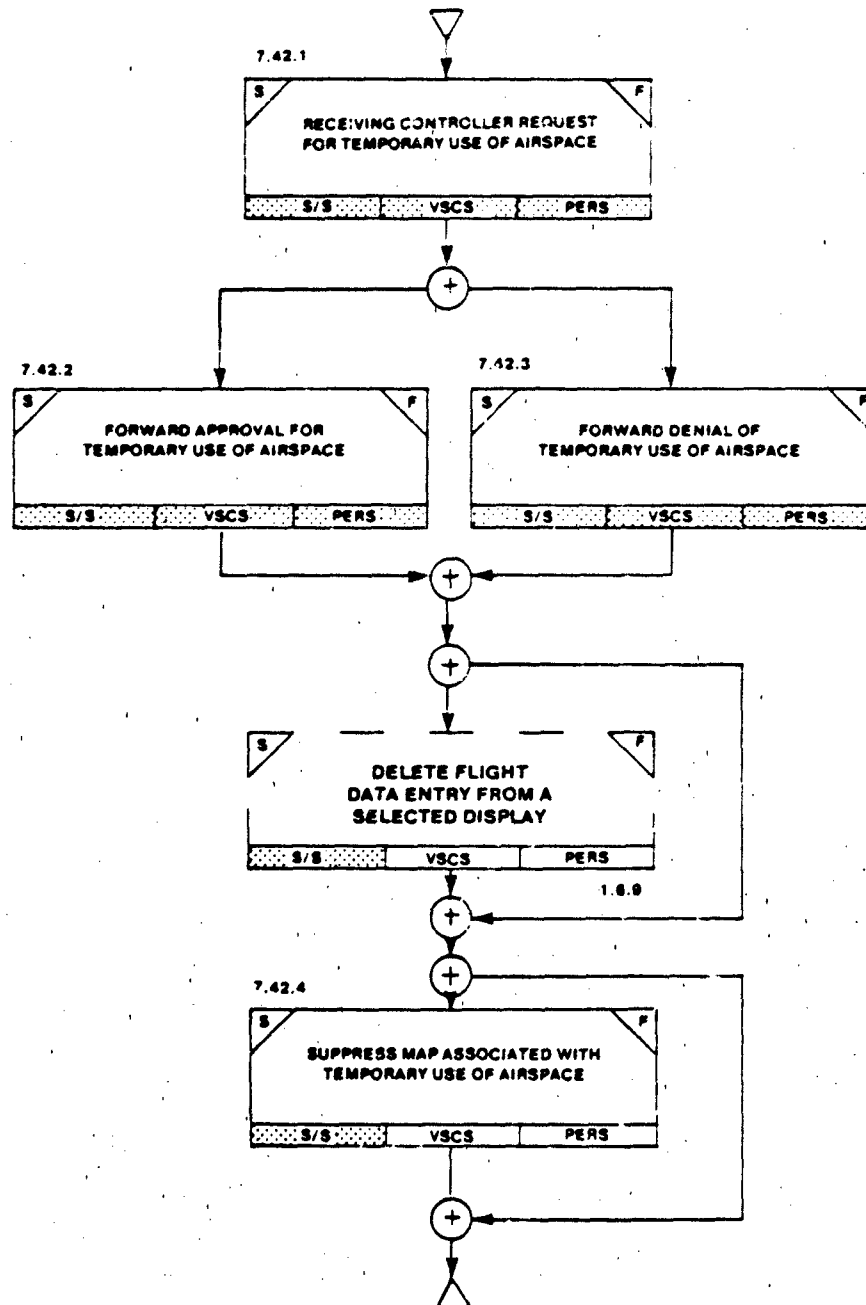 7.42.1
S F
RECEIVING CONTROLLER REQUEST
FOR TEMPORARY USE OF AIRSPACE
S/S VSCS PERS
+
7.42.2 7.42.3
S F S F
FORWARD APPROVAL FOR FORWARD DENIAL OF
TEMPORARY USE OF AIRSPACE TEMPORARY USE OF AIRSPACE
S/S VSCS PERS S/S VSCS PERS
+
+
S F
DELETE FLIGHT
DATA ENTRY FROM A
SELECTED DISPLAY
S/S VSCS PERS
1.6.9
+
+
7.42.4
S F
SUPPRESS MAP ASSOCIATED WITH
TEMPORARY USE OF AIRSPACE
S/S VSCS PERS
+